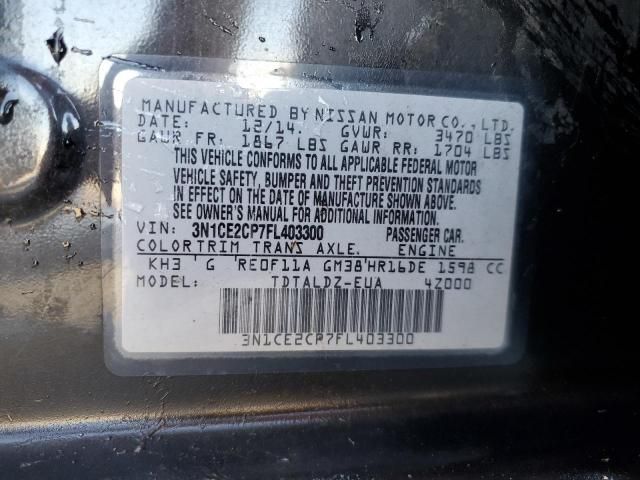 MANUFACTURED BY NISSAN MOTOR CO., LTD.
DATE: 12/14 GVWR: 3470 LBS
GAWR FR: 1867 LBS GAWR RR: 1704 LBS
THIS VEHICLE CONFORMS TO ALL APPLICABLE FEDERAL MOTOR
VEHICLE SAFETY, BUMPER AND THEFT PREVENTION STANDARDS
IN EFFECT ON THE DATE OF MANUFACTURE SHOWN ABOVE.
SEE OWNER'S MANUAL FOR ADDITIONAL INFORMATION.
VIN: 3N1CE2CP7FL403300 PASSENGER CAR.
COLOR TRIM TRANS AXLE. ENGINE
KH3 G RE0F11A GM38 HR16DE 1598 CC
MODEL: TDTALDZ-EUA 4Z000
3N1CE2CP7FL403300